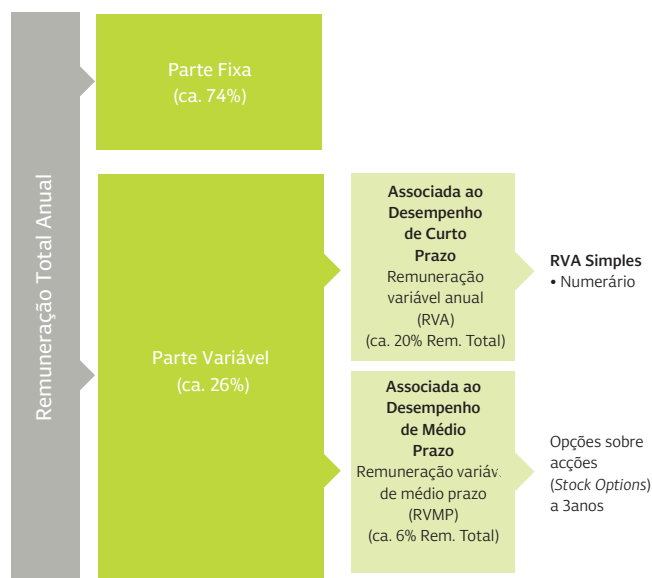 Remuneração Total Anual
Parte Fixa
(ca. 74%)
Parte Variável
(ca. 26%)
Associada ao
Desempenho
de Curto
Prazo
Remuneração
variável anual
(RVA)
(ca. 20% Rem. Total)
RVA Simples
• Numerário
Associada ao
Desempenho
de Médio
Prazo
Remuneração variável
de médio prazo
(RVMP)
(ca. 6% Rem. Total)
Opções sobre
acções
(Stock Options)
a 3anos